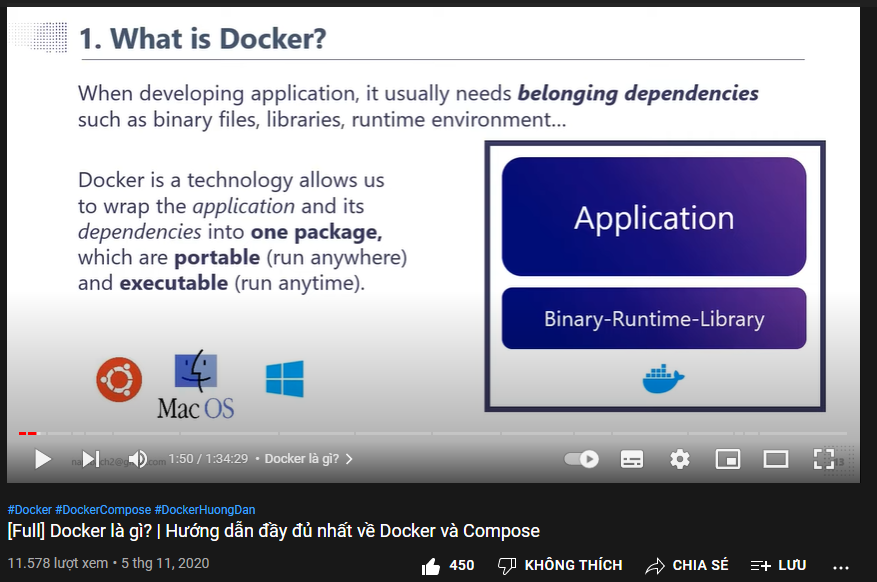 1. What is Docker?
When developing application, it usually needs belonging dependencies
such as binary files, libraries, runtime environment...
Docker is a technology allows us
to wrap the application and its
dependencies into one package,
which are portable (run anywhere)
and executable (run anytime).
Application
Binary-Runtime-Library
Mac OS
1:50 / 1:34:29 • Docker là gì?
#Docker #DockerCompose #DockerHuongDan
[Full] Docker là gì? | Hướng dẫn đầy đủ nhất về Docker và Compose
11.578 lượt xem • 5 thg 11, 2020
450 KHÔNG THÍCH CHIA SẺ LƯU